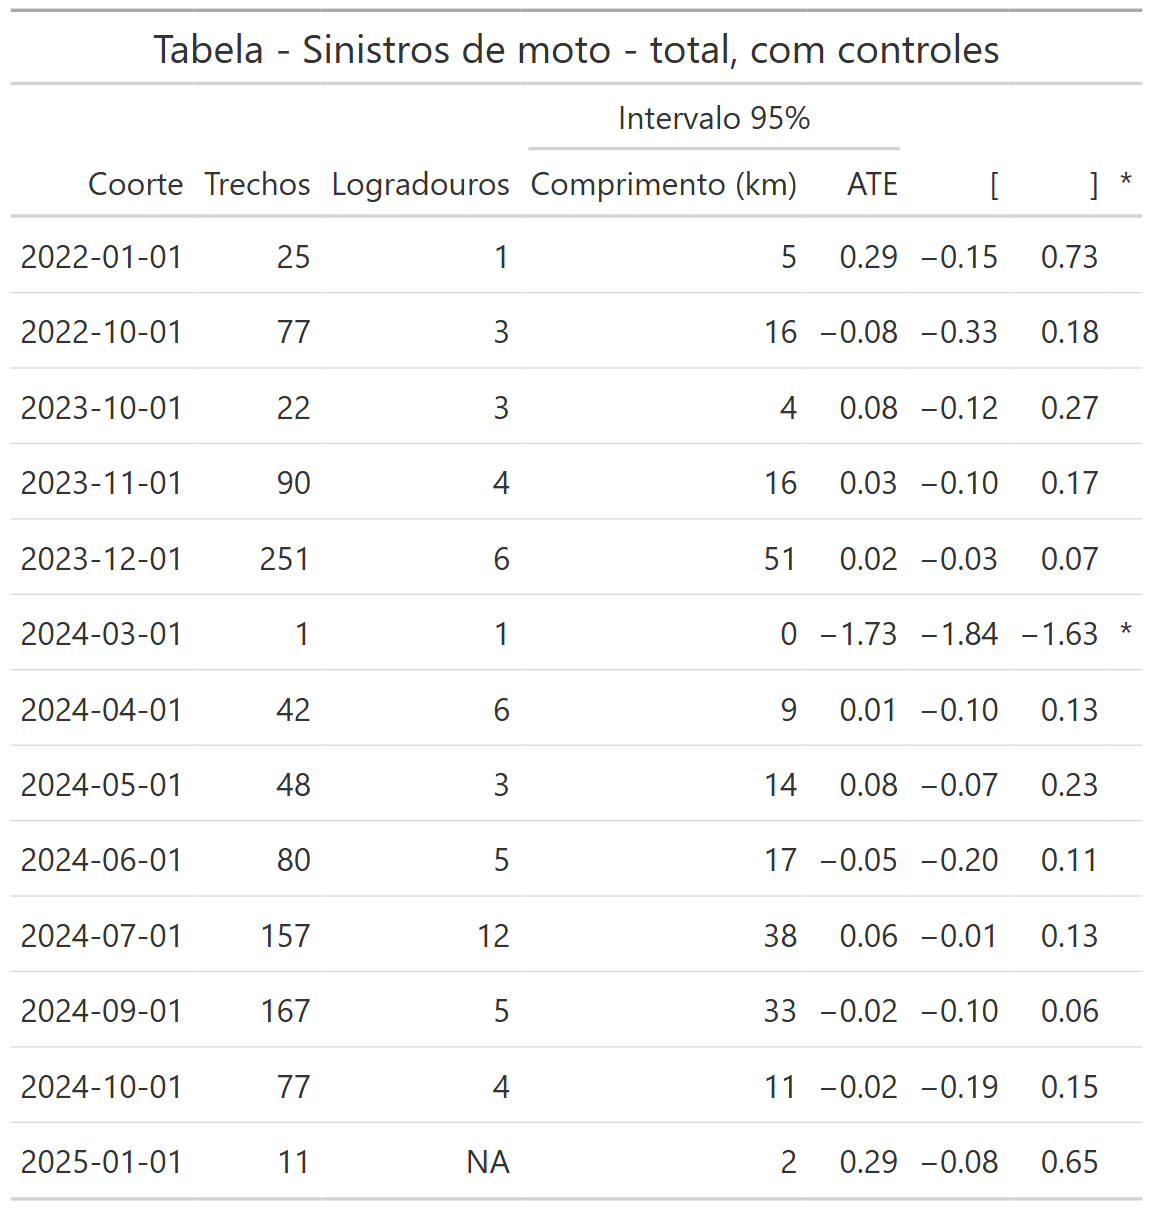 Tabela - Sinistros de moto - total, com controles
Intervalo 95%
Coorte Trechos Logradouros Comprimento (km) ATE [ ] *
2022-01-01 25 1 5 0.29 −0.15 0.73
2022-10-01 77 3 16 −0.08 −0.33 0.18
2023-10-01 22 3 4 0.08 −0.12 0.27
2023-11-01 90 4 16 0.03 −0.10 0.17
2023-12-01 251 6 51 0.02 −0.03 0.07
2024-03-01 1 1 0 −1.73 −1.84 −1.63 *
2024-04-01 42 6 9 0.01 −0.10 0.13
2024-05-01 48 3 14 0.08 −0.07 0.23
2024-06-01 80 5 17 −0.05 −0.20 0.11
2024-07-01 157 12 38 0.06 −0.01 0.13
2024-09-01 167 5 33 −0.02 −0.10 0.06
2024-10-01 77 4 11 −0.02 −0.19 0.15
2025-01-01 11 NA 2 0.29 −0.08 0.65